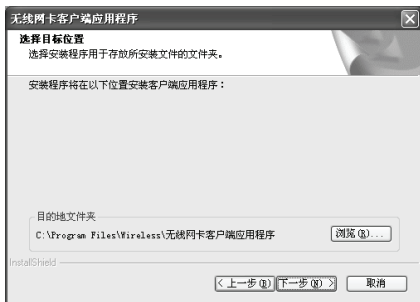 无线网卡客户端应用程序
选择目标位置
选择安装程序用于存放所安装文件的文件夹。
安装程序将在以下位置安装客户端应用程序：
目的地文件夹
C:\Program Files\Wireless\无线网卡客户端应用程序
浏览(R)...
InstallShield
<上一步(B) 下一步(N)> 取消